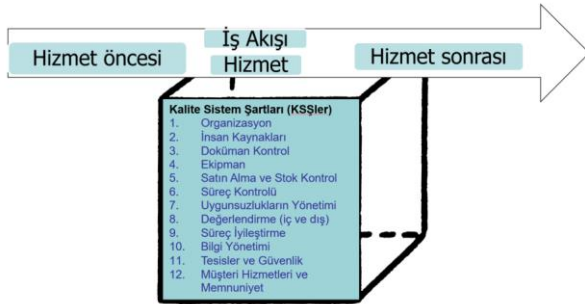 İş Akışı
Hizmet öncesi
Hizmet
Hizmet sonrası
Kalite Sistem Şartları (KSŞler)
1. Organizasyon
2. İnsan Kaynakları
3. Doküman Kontrol
4. Ekipman
5. Satın Alma ve Stok Kontrol
6. Süreç Kontrolü
7. Uygunsuzlukların Yönetimi
8. Değerlendirme (iç ve dış)
9. Süreç İyileştirme
10. Bilgi Yönetimi
11. Tesisler ve Güvenlik
12. Müşteri Hizmetleri ve
Memnuniyet